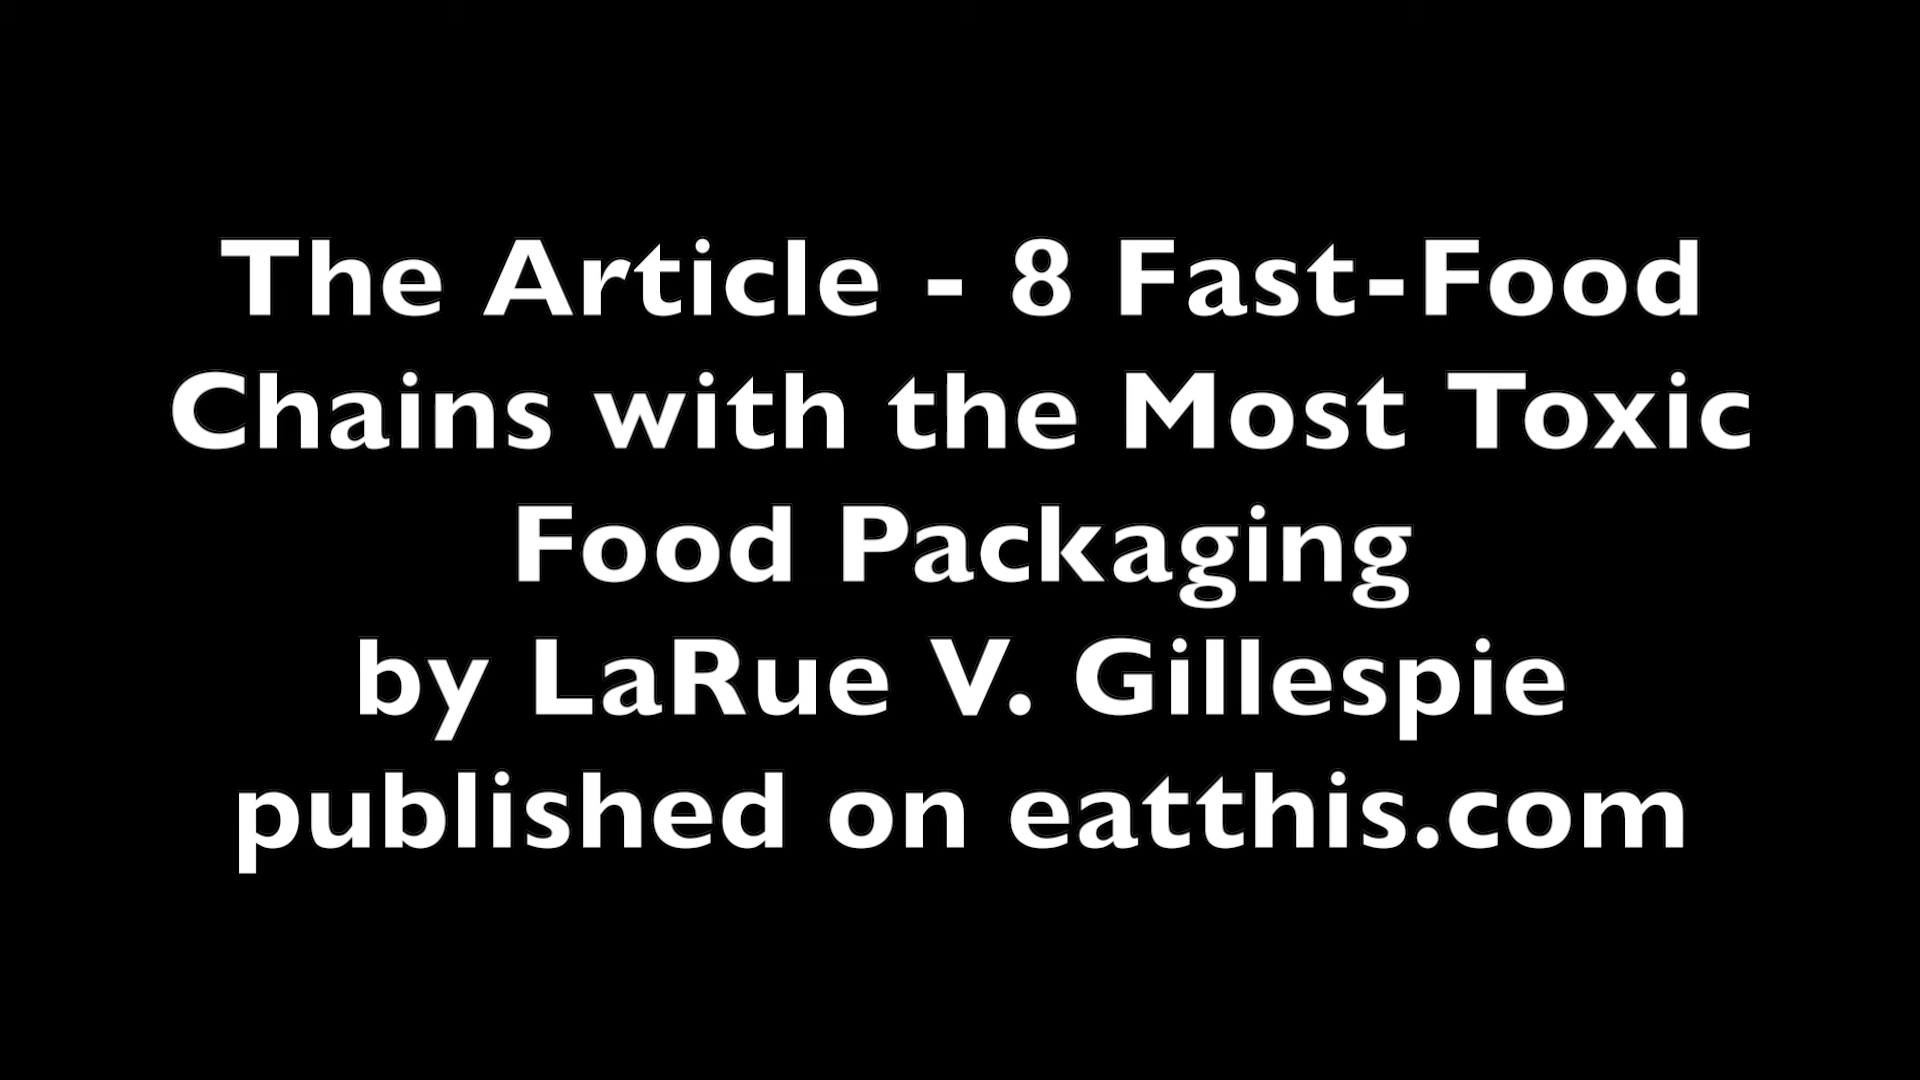 The Article - 8 Fast-Food
Chains with the Most Toxic
Food Packaging
by LaRue V. Gillespie
published on eatthis.com